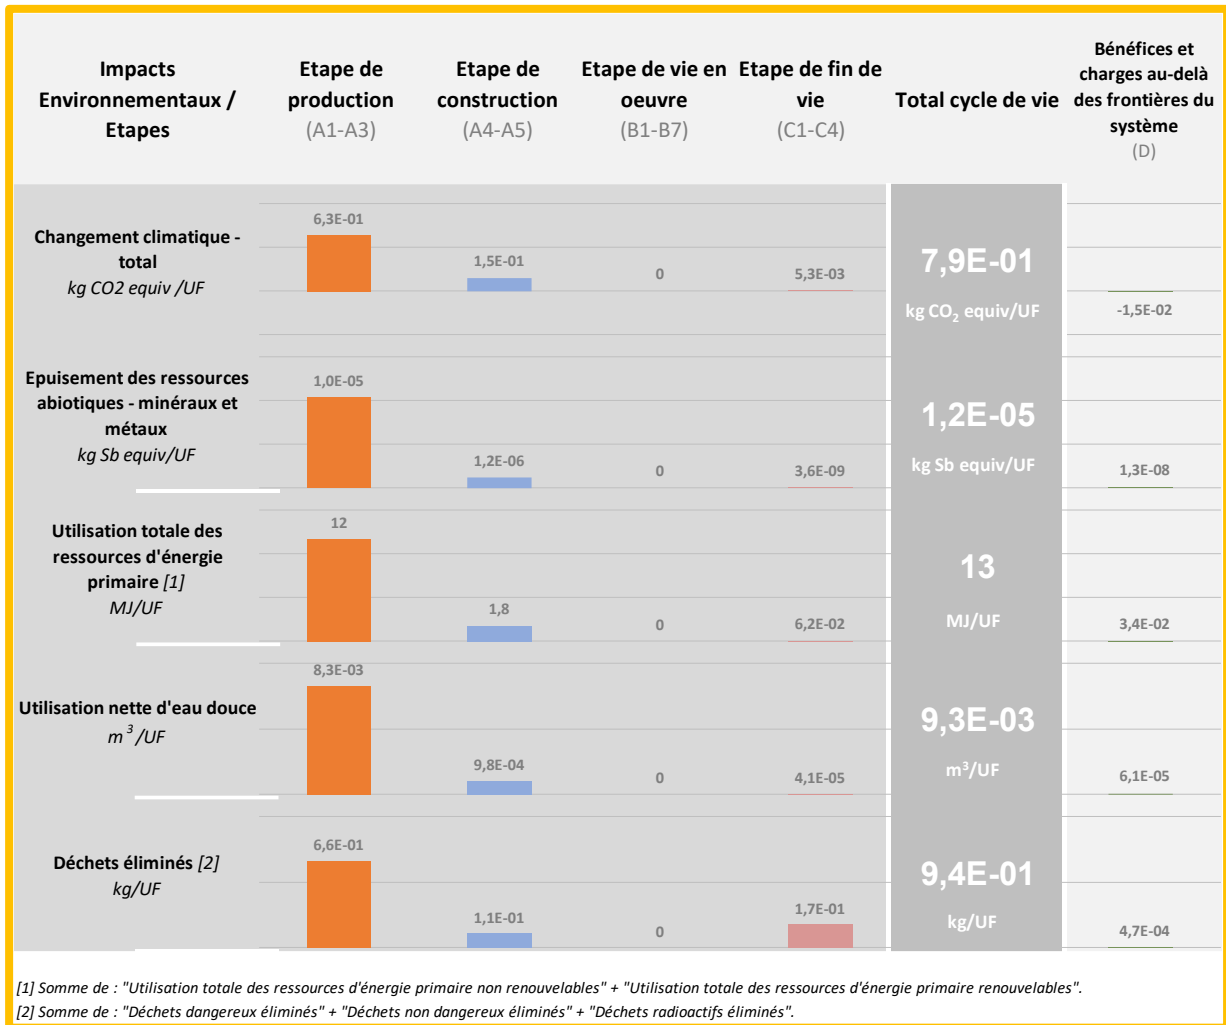 Impacts
Environnementaux /
Etapes
Etape de
production
(A1-A3)
Etape de
construction
(A4-A5)
Etape de vie en
oeuvre
(B1-B7)
Etape de fin de
vie
(C1-C4)
Total cycle de vie
Bénéfices et
charges au-delà
des frontières du
système
(D)
Changement climatique -
total
kg CO2 equiv /UF
6,3E-01
1,5E-01
0
5,3E-03
7,9E-01
kg CO₂ equiv/UF
-1,5E-02
Epuisement des ressources
abiotiques - minéraux et
métaux
kg Sb equiv/UF
1,0E-05
1,2E-06
0
3,6E-09
1,2E-05
kg Sb equiv/UF
1,3E-08
Utilisation totale des
ressources d'énergie
primaire [1]
MJ/UF
12
1,8
0
6,2E-02
13
MJ/UF
3,4E-02
Utilisation nette d'eau douce
m ³ /UF
8,3E-03
9,8E-04
0
4,1E-05
9,3E-03
m³/UF
6,1E-05
Déchets éliminés [2]
kg/UF
6,6E-01
1,1E-01
0
1,7E-01
9,4E-01
kg/UF
4,7E-04
[1] Somme de : "Utilisation totale des ressources d'énergie primaire non renouvelables" + "Utilisation totale des ressources d'énergie primaire renouvelables".
[2] Somme de : "Déchets dangereux éliminés" + "Déchets non dangereux éliminés" + "Déchets radioactifs éliminés".